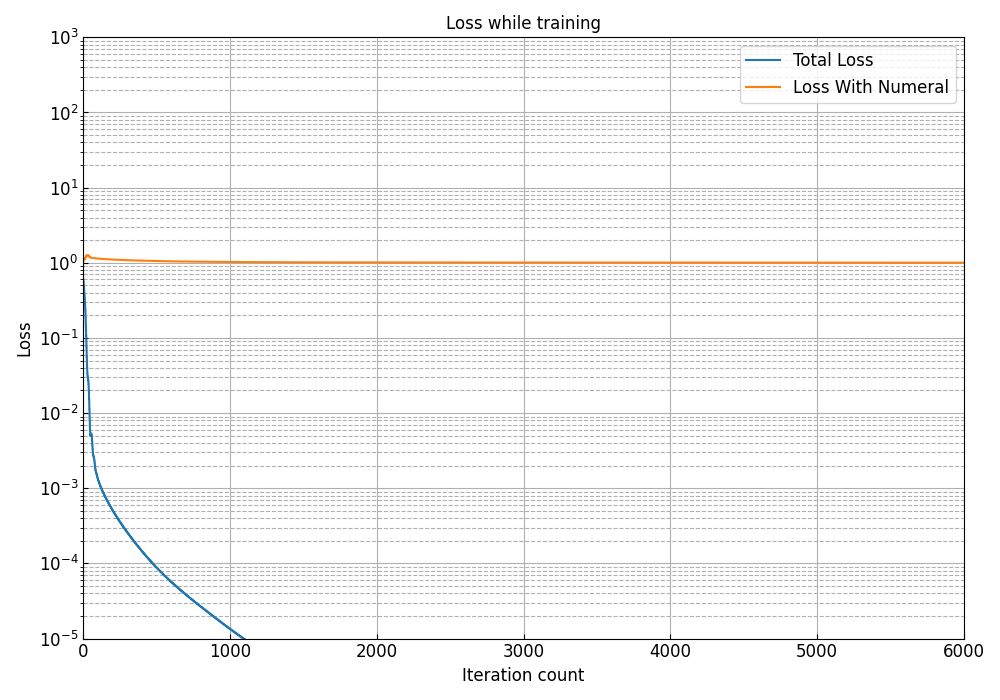 Loss while training
Total Loss
Loss With Numeral
10^3
10^2
10^1
10^0
10^-1
10^-2
10^-3
10^-4
10^-5
Loss
0 1000 2000 3000 4000 5000 6000
Iteration count